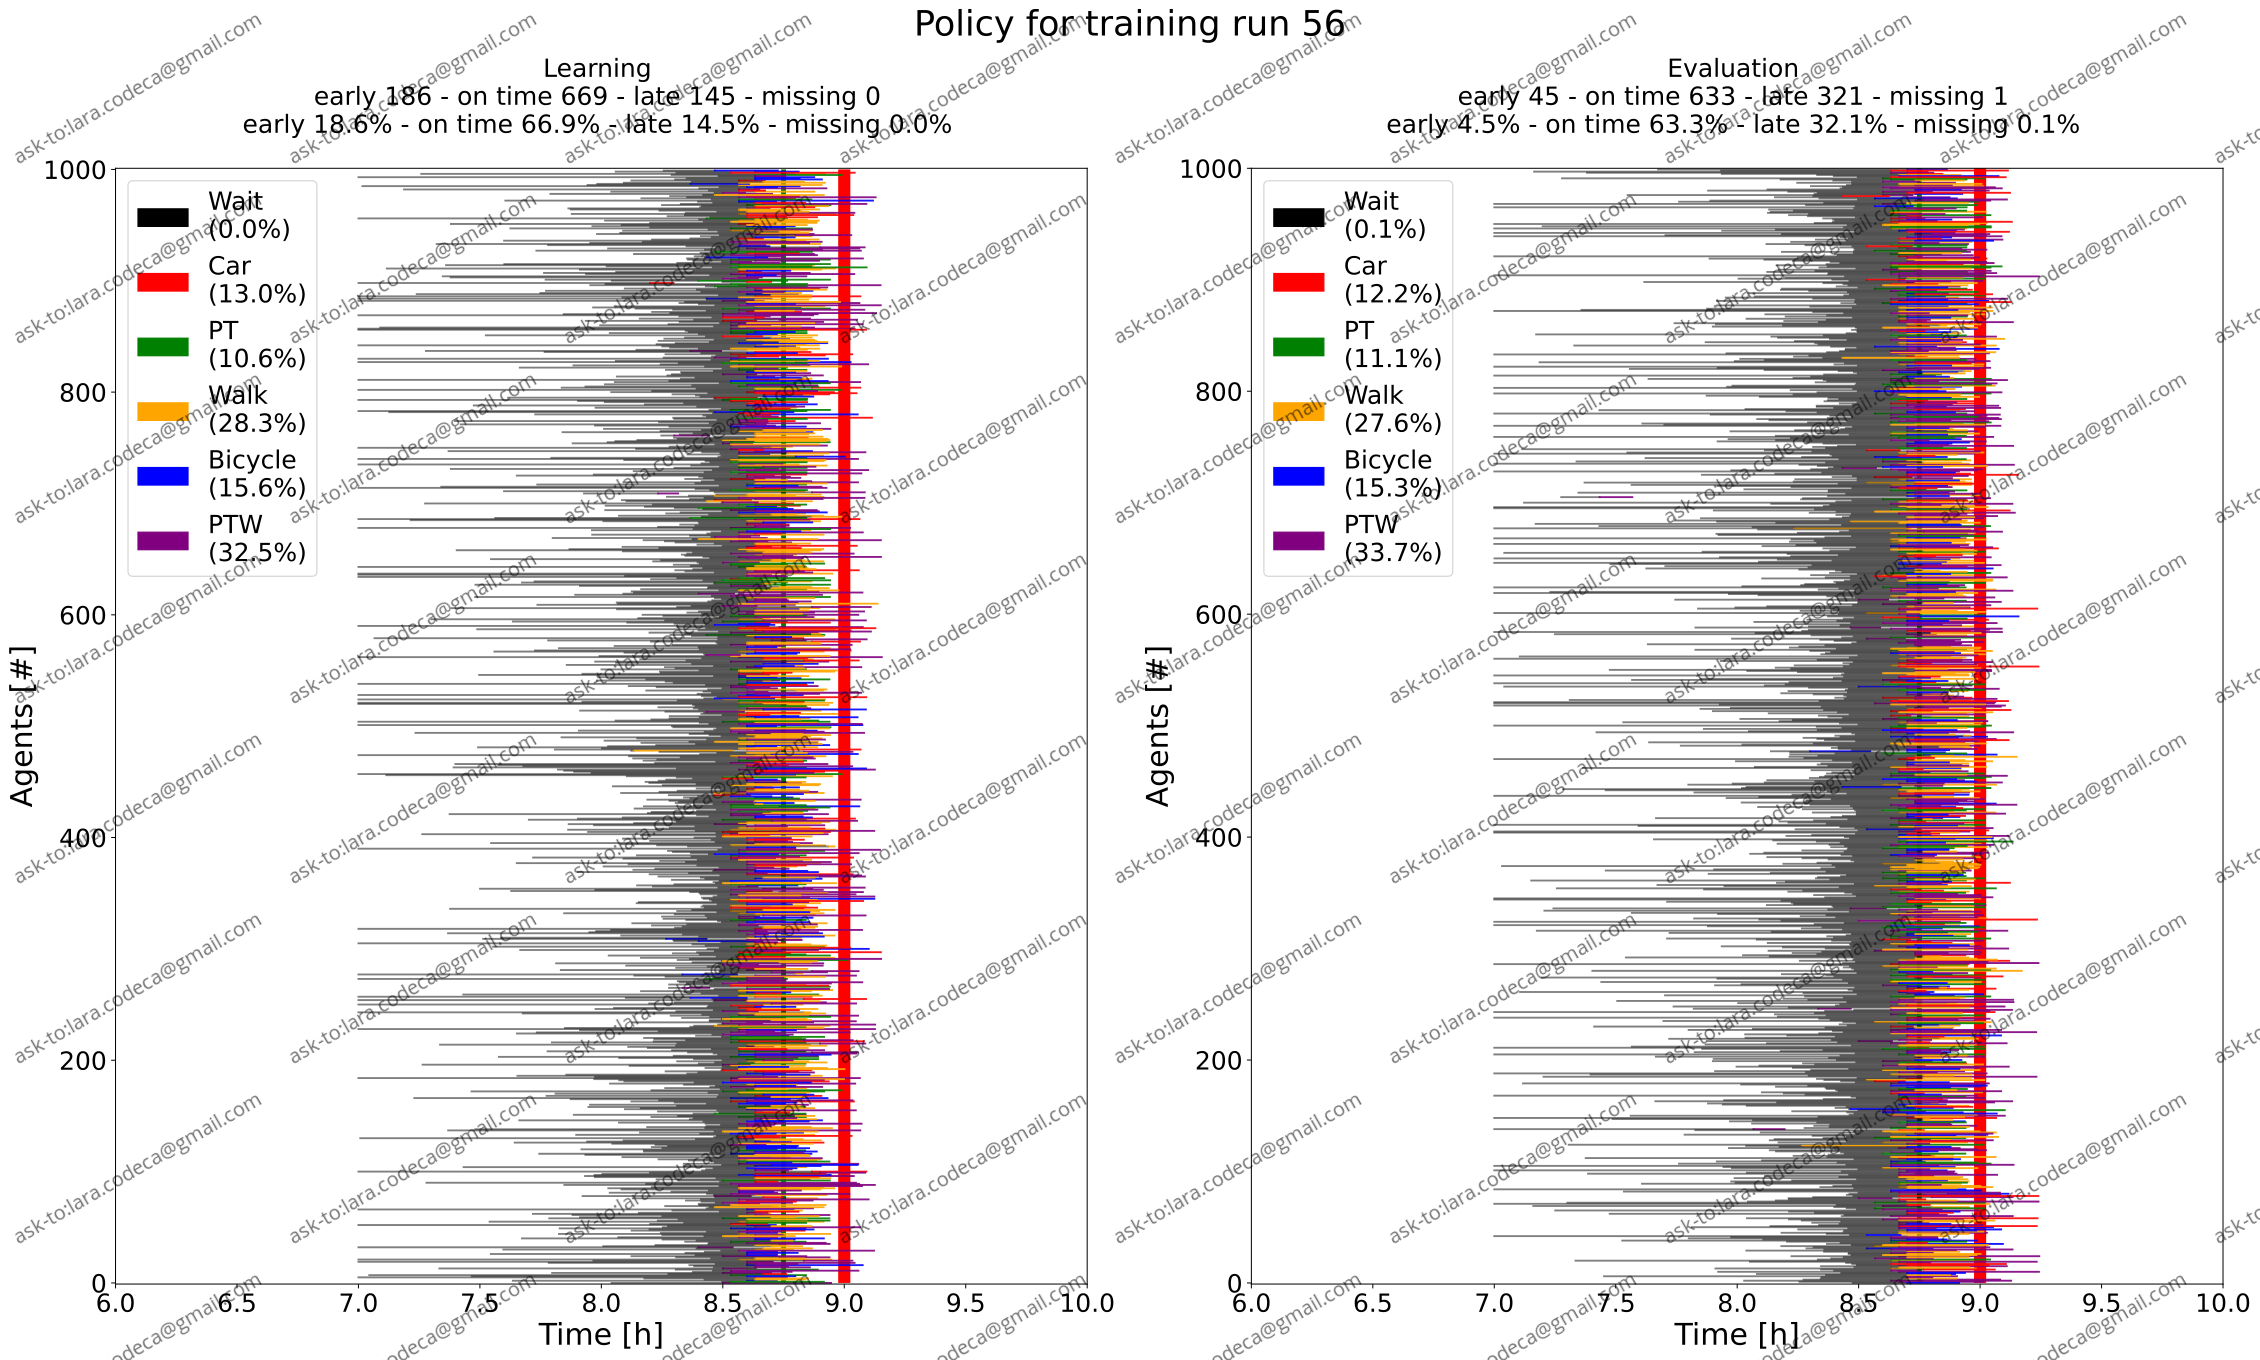 Policy for training run 56
Learning
early 186 - on time 669 - late 145 - missing 0
early 18.6% - on time 66.9% - late 14.5% - missing 0.0%
1000
800
600
400
200
0
Agents [#]
Wait
(0.0%)
Car
(13.0%)
PT
(10.6%)
Walk
(28.3%)
Bicycle
(15.6%)
PTW
(32.5%)
6.0 6.5 7.0 7.5 8.0 8.5 9.0 9.5 10.0
Time [h]
Evaluation
early 45 - on time 633 - late 321 - missing 1
early 4.5% - on time 63.3% - late 32.1% - missing 0.1%
1000
800
600
400
200
0
Agents [#]
Wait
(0.1%)
Car
(12.2%)
PT
(11.1%)
Walk
(27.6%)
Bicycle
(15.3%)
PTW
(33.7%)
6.0 6.5 7.0 7.5 8.0 8.5 9.0 9.5 10.0
Time [h]
ask-to:lara.codeca@gmail.com